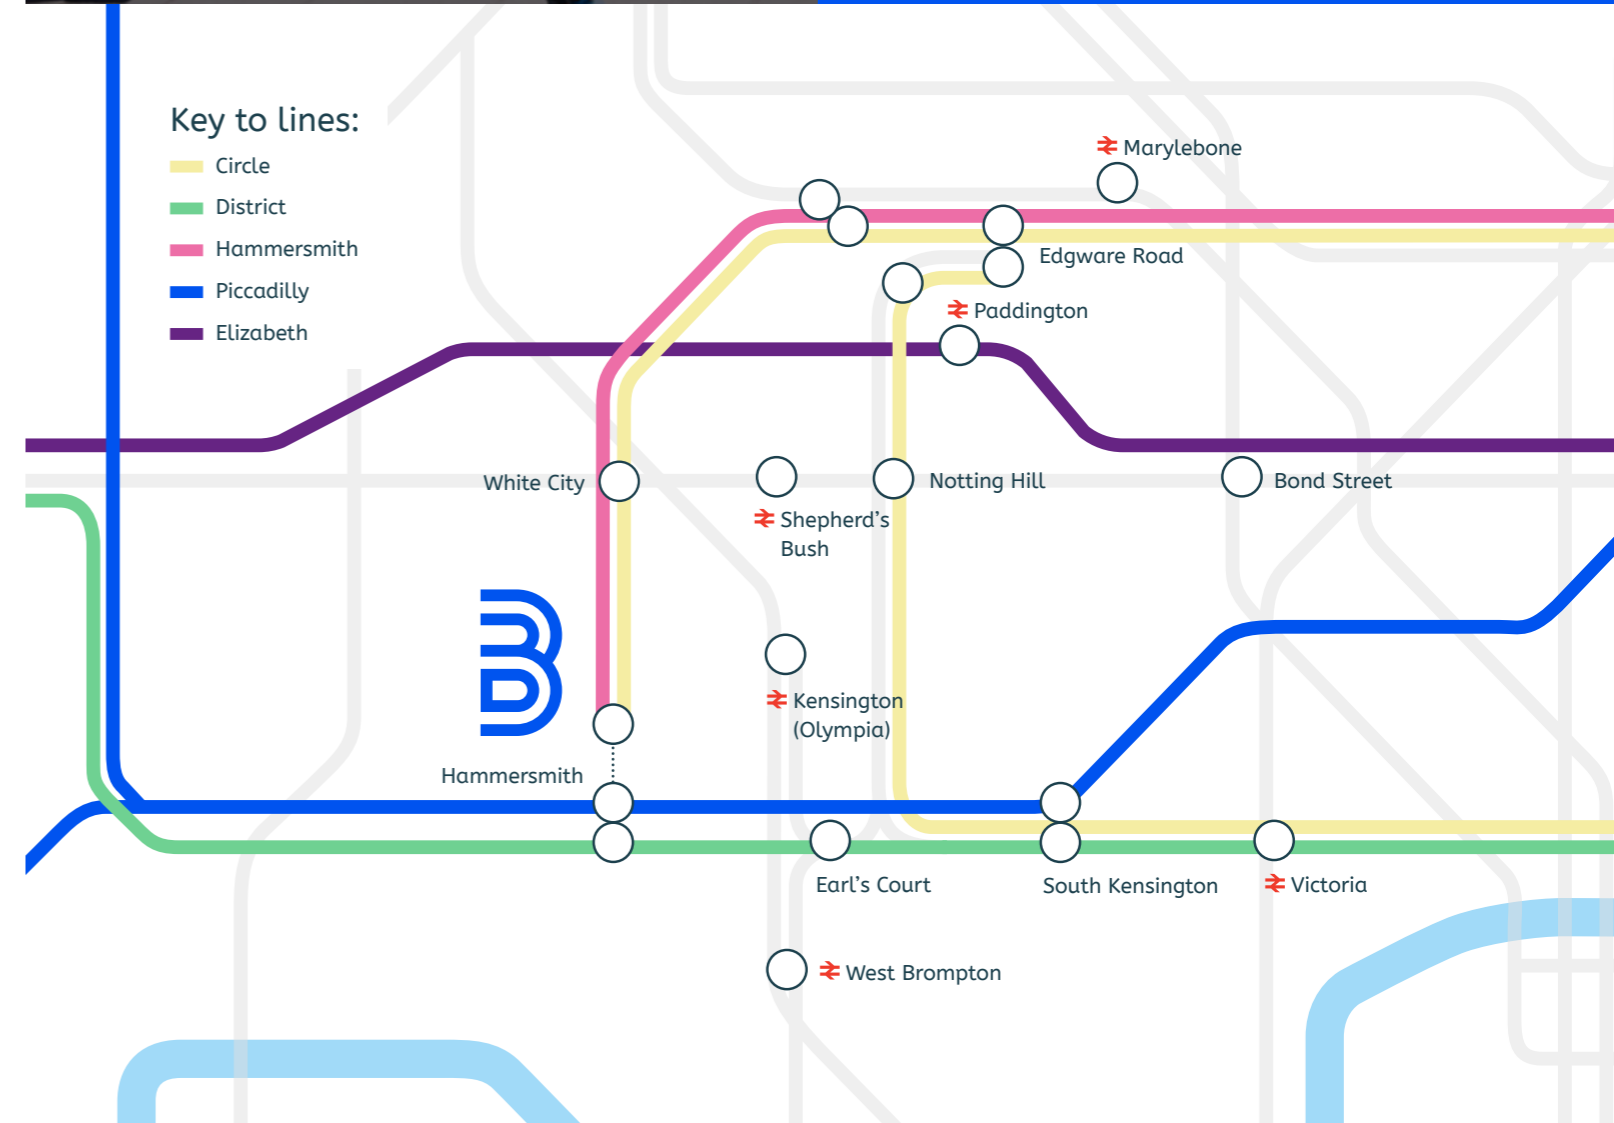 Key to lines:
Circle
District
Hammersmith
Piccadilly
Elizabeth
Marylebone
Edgware Road
Paddington
White City
Notting Hill
Bond Street
Shepherd's
Bush
Kensington
(Olympia)
Hammersmith
Earl's Court
South Kensington
Victoria
West Brompton